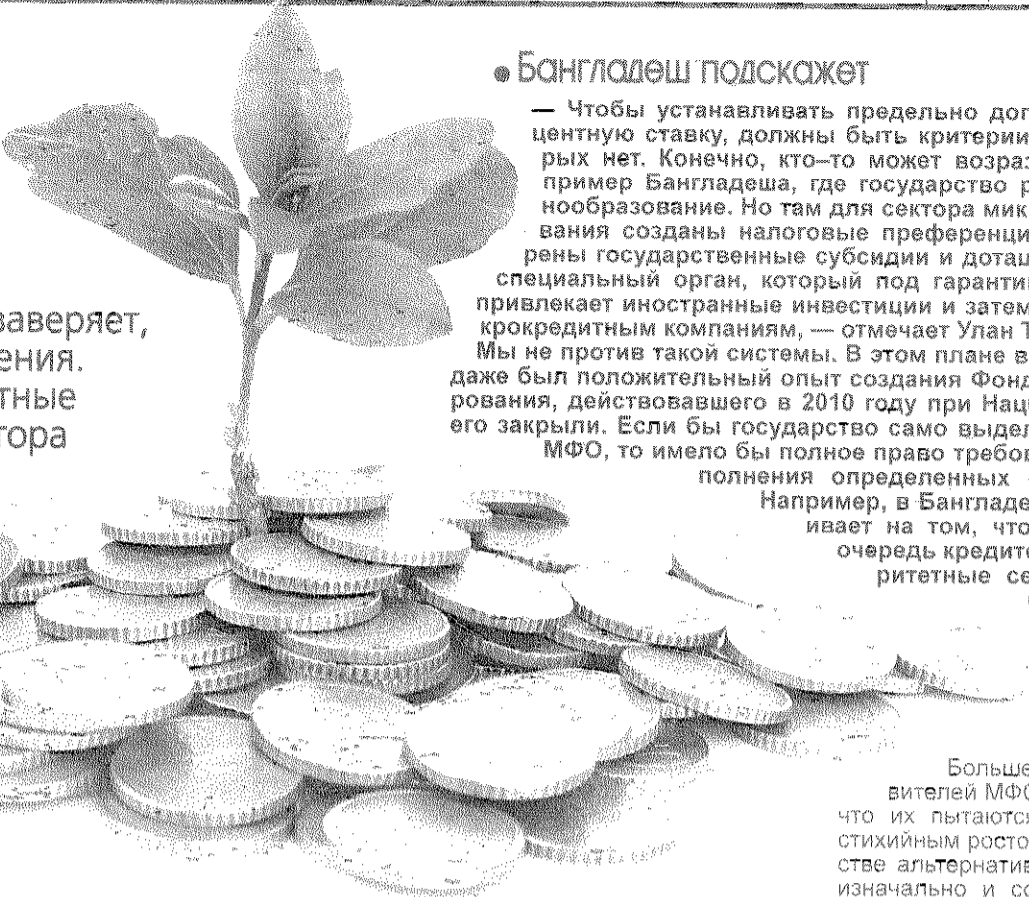 заверяет,
ения.
тные
тора
• Бангладеш подскажет
— Чтобы устанавливать предельно доп
центную ставку, должны быть критерии
рых нет. Конечно, кто–то может возраз
пример Бангладеша, где государство р
нообразование. Но там для сектора мик
вания созданы налоговые преференци
рены государственные субсидии и дотац
специальный орган, который под гаранти
привлекает иностранные инвестиции и затем
крокредитным компаниям, — отмечает Улан Т
Мы не против такой системы. В этом плане в
даже был положительный опыт создания Фонд
рования, действовавшего в 2010 году при Нац
его закрыли. Если бы государство само выдел
МФО, то имело бы полное право требов
полнения определенных
Например, в Бангладе
ивает на том, что
очередь кредито
ритетные се
Больше
вителей МФО
что их пытаются
стихийным росто
стве альтернатив
изначально и со